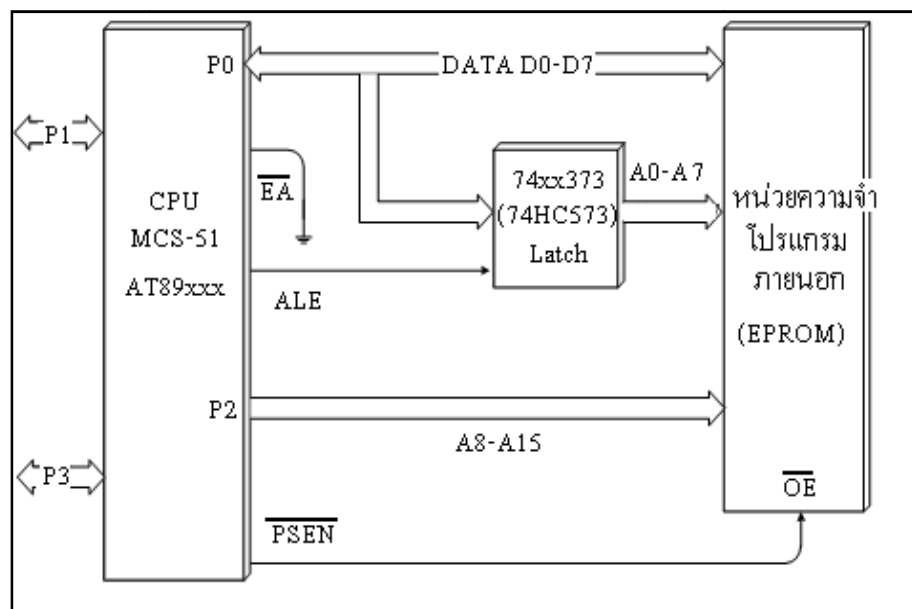 P0
DATA D0-D7
P1
EA
74xx373
(74HC573)
Latch
A0-A7
CPU
MCS-51
AT89xxx
หน่วยความจำ
โปรแกรม
ภายนอก
(EPROM)
ALE
P2
A8-A15
P3
OE
PSEN